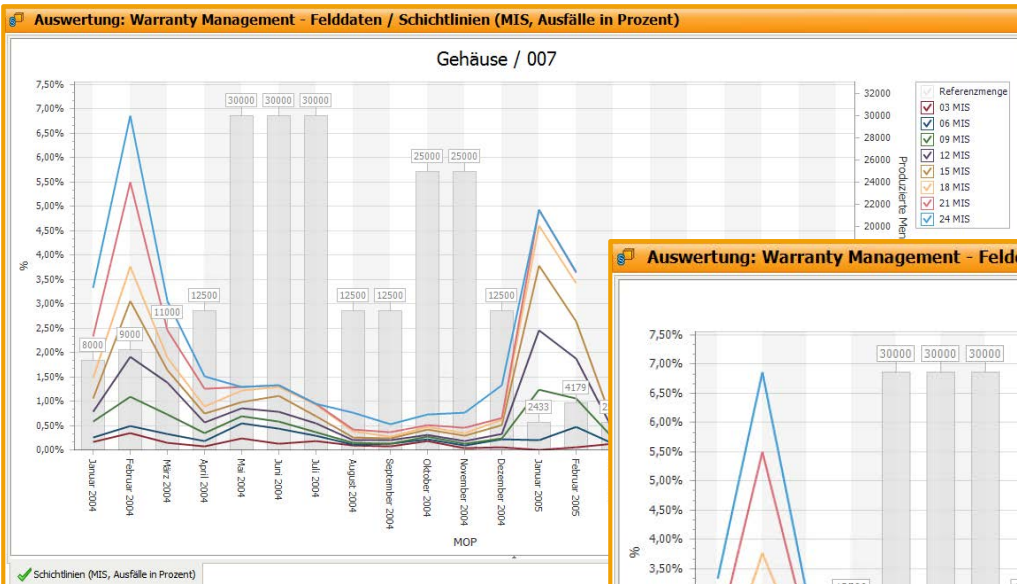 Auswertung: Warranty Management - Felddaten / Schichtlinien (MIS, Ausfälle in Prozent)
Gehäuse / 007
7,50%
7,00%
6,50%
6,00%
5,50%
5,00%
4,50%
4,00%
3,50%
3,00%
2,50%
2,00%
1,50%
1,00%
0,50%
0,00%
%
8000
9000
11000
12500
30000
30000
30000
12500
12500
25000
25000
12500
2433
4179
32000
30000
28000
26000
24000
22000
20000
Produzierte Men
Referenzmenge
03 MIS
06 MIS
09 MIS
12 MIS
15 MIS
18 MIS
21 MIS
24 MIS
Januar 2004
Februar 2004
März 2004
April 2004
Mai 2004
Juni 2004
Juli 2004
August 2004
September 2004
Oktober 2004
November 2004
Dezember 2004
Januar 2005
Februar 2005
MOP
Schichtlinien (MIS, Ausfälle in Prozent)
Auswertung: Warranty Management - Feld
7,50%
7,00%
6,50%
6,00%
5,50%
5,00%
4,50%
4,00%
3,50%
%
30000
30000
30000